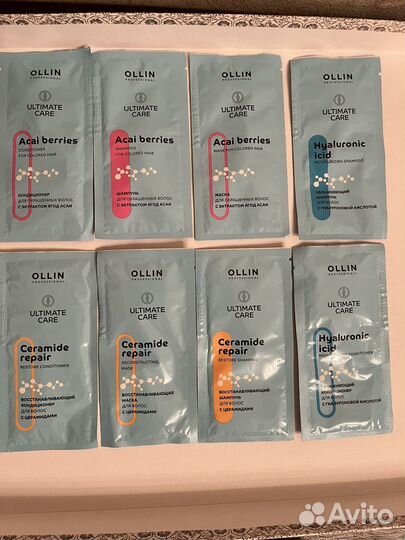 OLLIN
PROFESSIONAL
ULTIMATE
CARE
Acai berries
CONDITIONER
FOR COLORED HAIR
КОНДИЦИОНЕР
ДЛЯ ОКРАШЕННЫХ ВОЛОС
С ЭКСТРАКТОМ ЯГОД АСАИ
OLLIN
PROFESSIONAL
ULTIMATE
CARE
Acai berries
SHAMPOO
FOR COLORED HAIR
ШАМПУНЬ
ДЛЯ ОКРАШЕННЫХ ВОЛОС
С ЭКСТРАКТОМ ЯГОД АСАИ
OLLIN
PROFESSIONAL
ULTIMATE
CARE
Acai berries
MASK FOR COLORED HAIR
МАСКА
ДЛЯ ОКРАШЕННЫХ ВОЛОС
С ЭКСТРАКТОМ ЯГОД АСАИ
OLLIN
PROFESSIONAL
ULTIMATE
CARE
Hyaluronic
acid
MOISTURIZING SHAMPOO
УВЛАЖНЯЮЩИЙ
ШАМПУНЬ
ДЛЯ ВОЛОС
С ГИАЛУРОНОВОЙ КИСЛОТОЙ
OLLIN
PROFESSIONAL
ULTIMATE
CARE
Ceramide
repair
RESTORE CONDITIONER
ВОССТАНАВЛИВАЮЩИЙ
КОНДИЦИОНЕР
ДЛЯ ВОЛОС
С ЦЕРАМИДАМИ
OLLIN
PROFESSIONAL
ULTIMATE
CARE
Ceramide
repair
RECONSTRUCTING
MASK
ВОССТАНАВЛИВАЮЩАЯ
МАСКА
ДЛЯ ВОЛОС
С ЦЕРАМИДАМИ
OLLIN
PROFESSIONAL
ULTIMATE
CARE
Ceramide
repair
RESTORE SHAMPOO
ВОССТАНАВЛИВАЮЩИЙ
ШАМПУНЬ
ДЛЯ ВОЛОС
С ЦЕРАМИДАМИ
OLLIN
PROFESSIONAL
ULTIMATE
CARE
Hyaluronic
acid
CONDITIONER
КОНДИЦИОНЕР
ДЛЯ ВОЛОС
С ГИАЛУРОНОВОЙ КИСЛОТОЙ
Avito